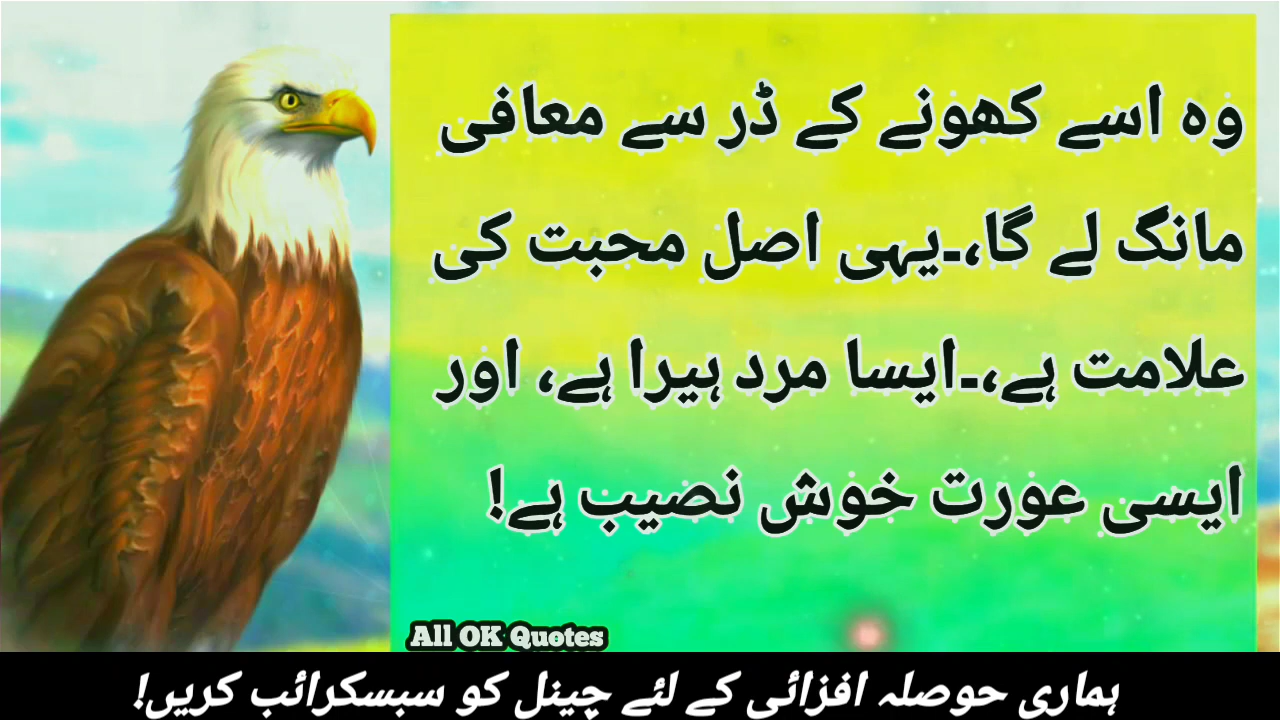 وہ اسے کھونے کے ڈر سے معافی
مانگ لے گا،۔یہی اصل محبت کی
علامت ہے،۔ایسا مرد ہیرا ہے، اور
ایسی عورت خوش نصیب ہے!
All OK Quotes
ہماری حوصلہ افزائی کے لئے چینل کو سبسکرائب کریں!